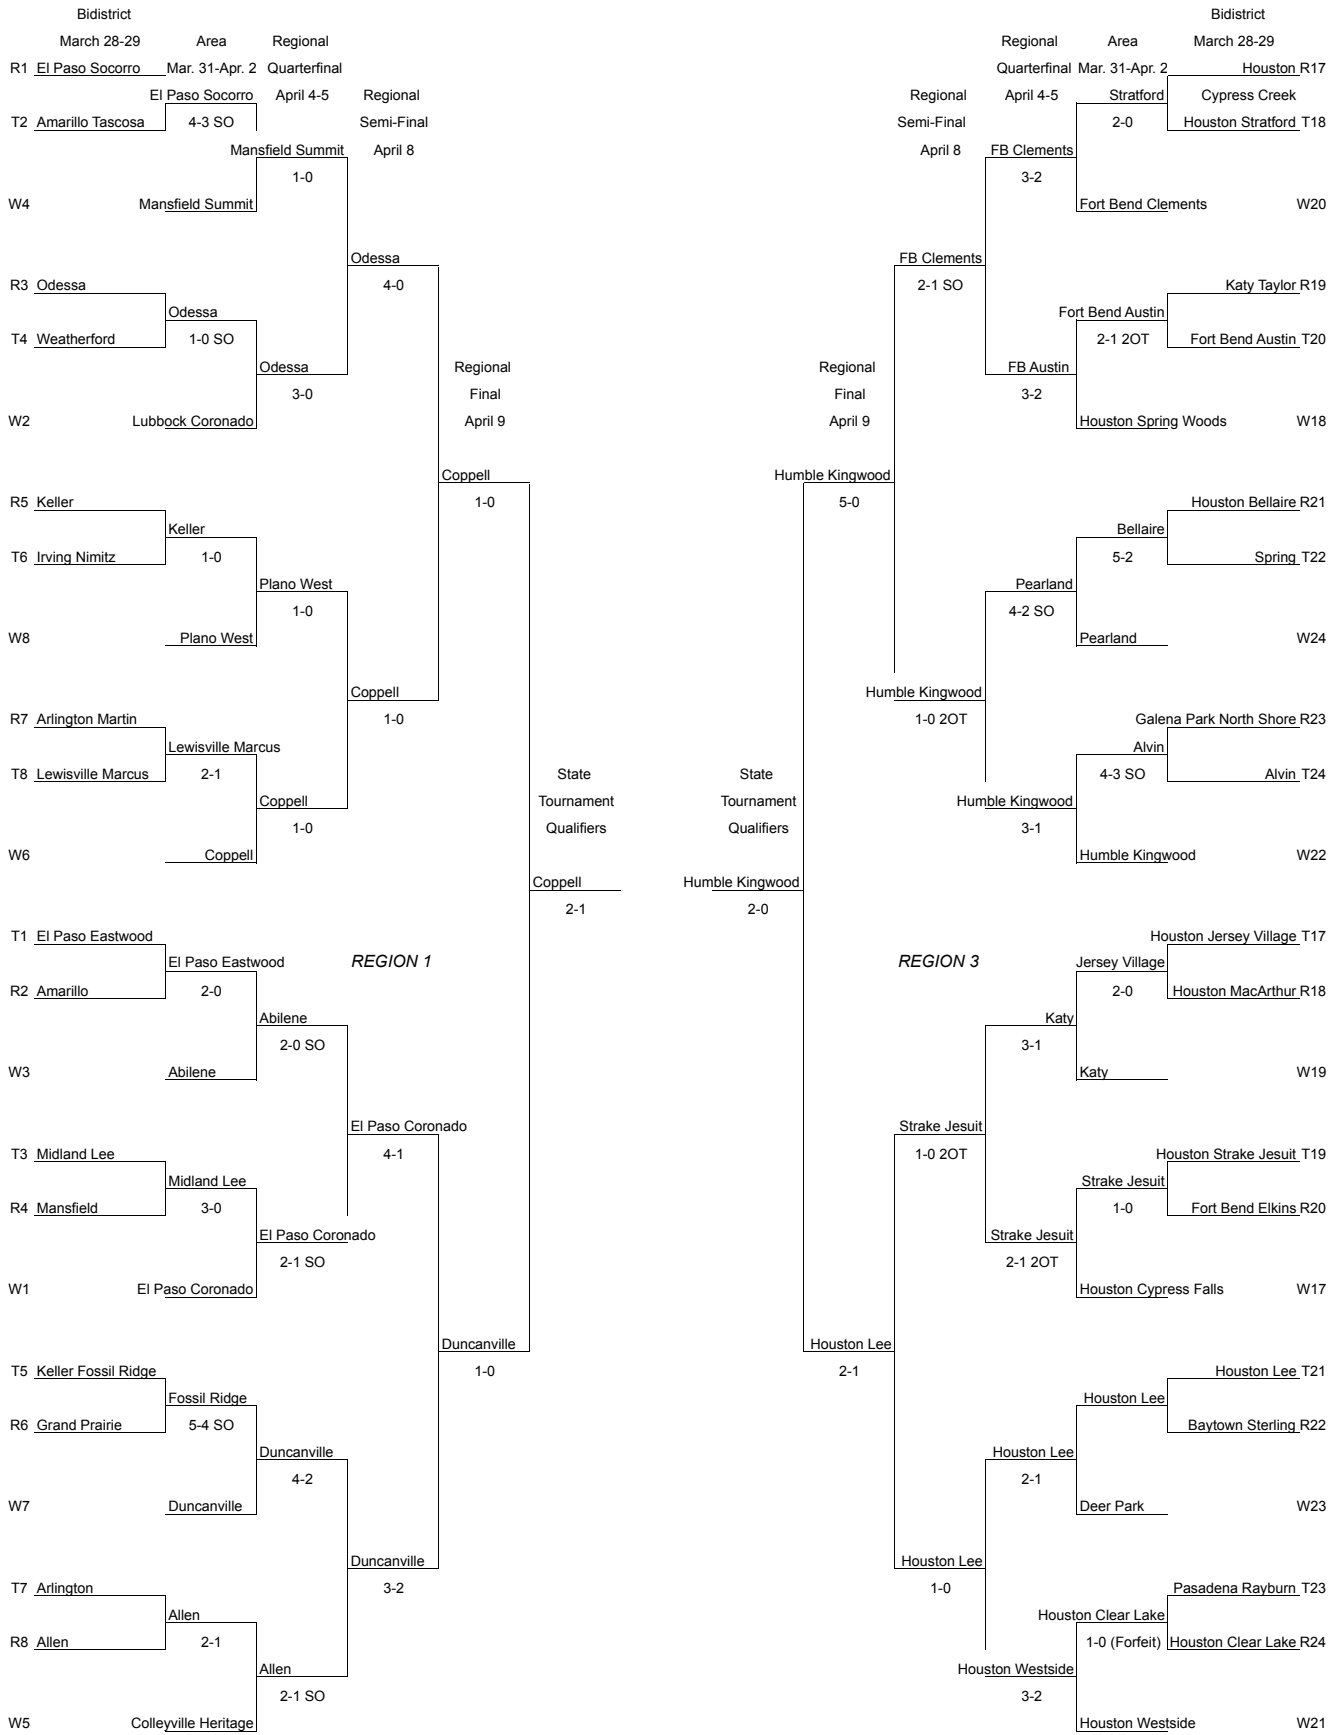 Bidistrict Bidistrict
March 28-29 Area Regional Regional Area March 28-29
R1 El Paso Socorro Mar. 31-Apr. 2 Quarterfinal Quarterfinal Mar. 31-Apr. 2 Houston R17
El Paso Socorro April 4-5 Regional Regional April 4-5 Stratford Cypress Creek
T2 Amarillo Tascosa 4-3 SO Semi-Final Semi-Final 2-0 Houston Stratford T18
Mansfield Summit April 8 April 8 FB Clements
1-0 3-2
W4 Mansfield Summit Fort Bend Clements W20
Odessa FB Clements
R3 Odessa 4-0 2-1 SO Katy Taylor R19
Odessa Fort Bend Austin
T4 Weatherford 1-0 SO 2-1 2OT Fort Bend Austin T20
Odessa Regional Regional FB Austin
3-0 Final Final 3-2
W2 Lubbock Coronado April 9 April 9 Houston Spring Woods W18
Coppell Humble Kingwood
R5 Keller 1-0 5-0 Houston Bellaire R21
Keller Bellaire
T6 Irving Nimitz 1-0 5-2 Spring T22
Plano West Pearland
1-0 4-2 SO
W8 Plano West Pearland W24
Coppell Humble Kingwood
R7 Arlington Martin 1-0 1-0 2OT Galena Park North Shore R23
Lewisville Marcus Alvin
T8 Lewisville Marcus 2-1 State State 4-3 SO Alvin T24
Coppell Tournament Tournament Humble Kingwood
1-0 Qualifiers Qualifiers 3-1
W6 Coppell Humble Kingwood W22
Coppell Humble Kingwood
2-1 2-0
T1 El Paso Eastwood Houston Jersey Village T17
El Paso Eastwood REGION 1 REGION 3 Jersey Village
R2 Amarillo 2-0 2-0 Houston MacArthur R18
Abilene Katy
2-0 SO 3-1
W3 Abilene Katy W19
El Paso Coronado Strake Jesuit
T3 Midland Lee 4-1 1-0 2OT Houston Strake Jesuit T19
Midland Lee Strake Jesuit
R4 Mansfield 3-0 1-0 Fort Bend Elkins R20
El Paso Coronado Strake Jesuit
2-1 SO 2-1 2OT
W1 El Paso Coronado Houston Cypress Falls W17
Duncanville Houston Lee
T5 Keller Fossil Ridge 1-0 2-1 Houston Lee T21
Fossil Ridge Houston Lee
R6 Grand Prairie 5-4 SO Baytown Sterling R22
Duncanville Houston Lee
4-2 2-1
W7 Duncanville Deer Park W23
Duncanville Houston Lee
T7 Arlington 3-2 1-0 Pasadena Rayburn T23
Allen Houston Clear Lake
R8 Allen 2-1 1-0 (Forfeit) Houston Clear Lake R24
Allen Houston Westside
2-1 SO 3-2
W5 Colleyville Heritage Houston Westside W21